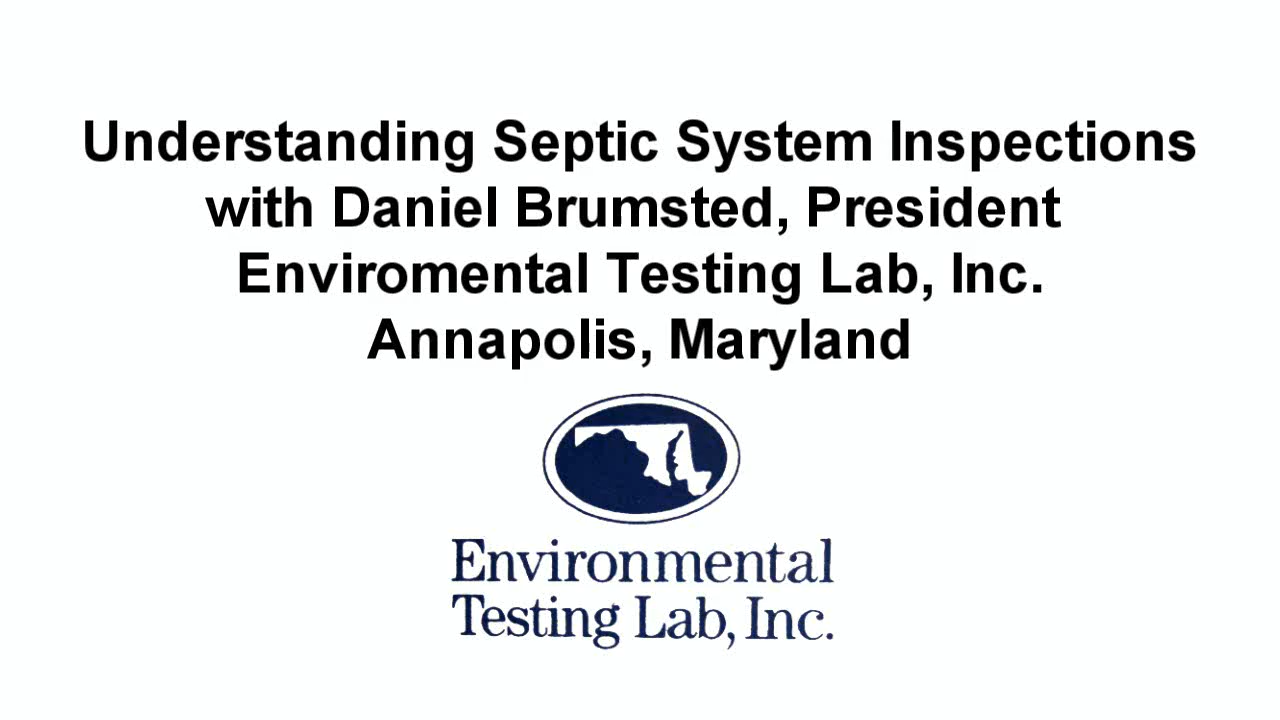 Understanding Septic System Inspections
with Daniel Brumsted, President
Enviromental Testing Lab, Inc.
Annapolis, Maryland
Environmental
Testing Lab, Inc.